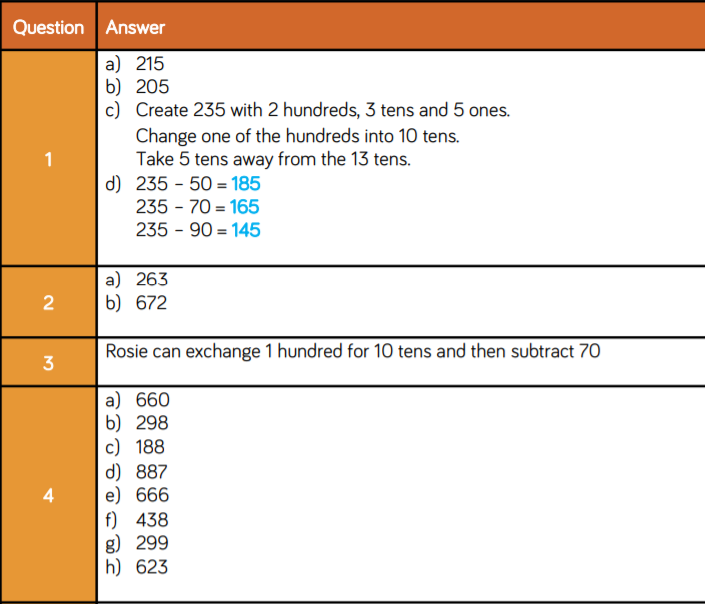 Question Answer
1
a) 215
b) 205
c) Create 235 with 2 hundreds, 3 tens and 5 ones.
Change one of the hundreds into 10 tens.
Take 5 tens away from the 13 tens.
d) 235 – 50 = 185
235 – 70 = 165
235 – 90 = 145
2
a) 263
b) 672
3
Rosie can exchange 1 hundred for 10 tens and then subtract 70
4
a) 660
b) 298
c) 188
d) 887
e) 666
f) 438
g) 299
h) 623